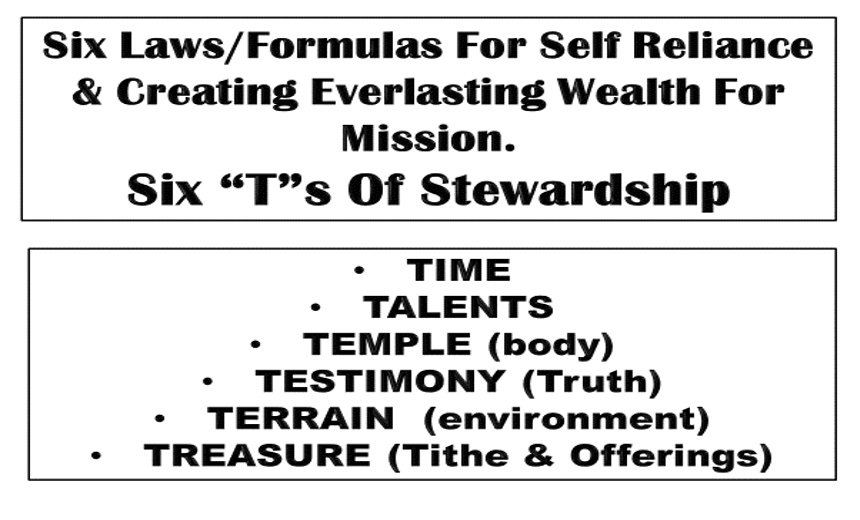 Six Laws/Formulas For Self Reliance
& Creating Everlasting Wealth For
Mission.
Six “T”s Of Stewardship
• TIME
• TALENTS
• TEMPLE (body)
• TESTIMONY (Truth)
• TERRAIN (environment)
• TREASURE (Tithe & Offerings)